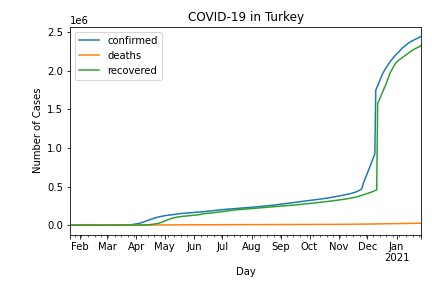 COVID-19 in Turkey
1e6
2.5
2.0
1.5
1.0
0.5
0.0
Number of Cases
confirmed
deaths
recovered
Feb Mar Apr May Jun Jul Aug Sep Oct Nov Dec Jan
2021
Day